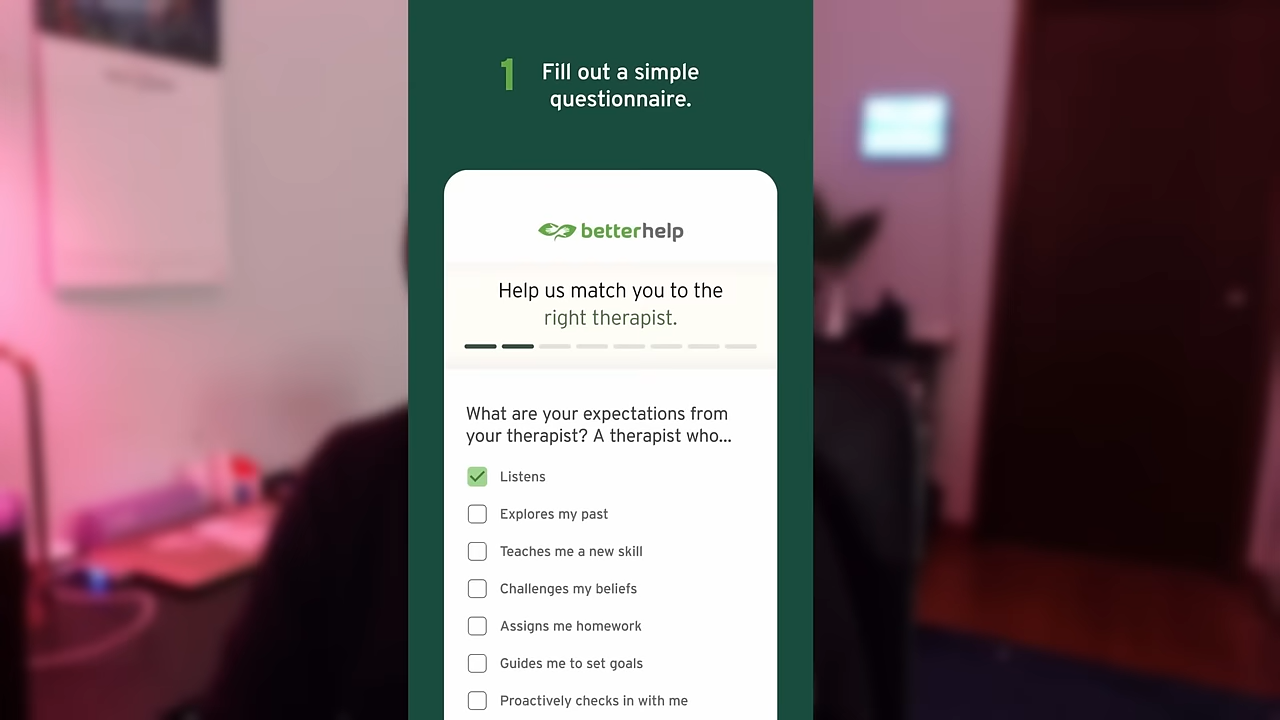 1
Fill out a simple
questionnaire.
betterhelp
Help us match you to the
right therapist.
What are your expectations from
your therapist? A therapist who...
Listens
Explores my past
Teaches me a new skill
Challenges my beliefs
Assigns me homework
Guides me to set goals
Proactively checks in with me